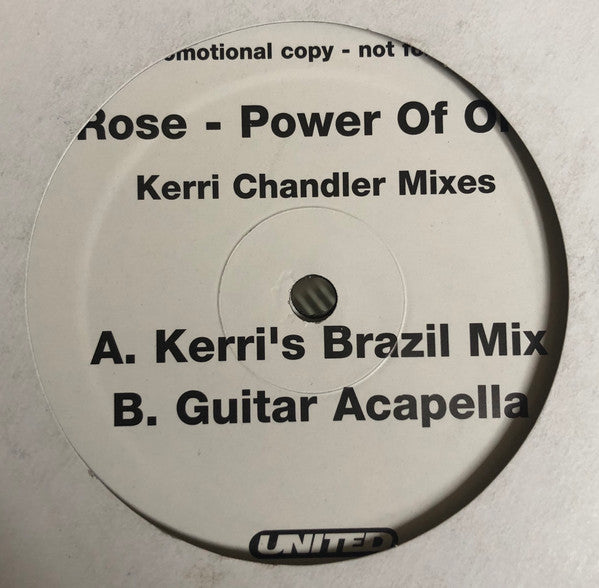 omotional copy - not fo
Rose - Power Of O
Kerri Chandler Mixes
A. Kerri's Brazil Mix
B. Guitar Acapella
UNITED